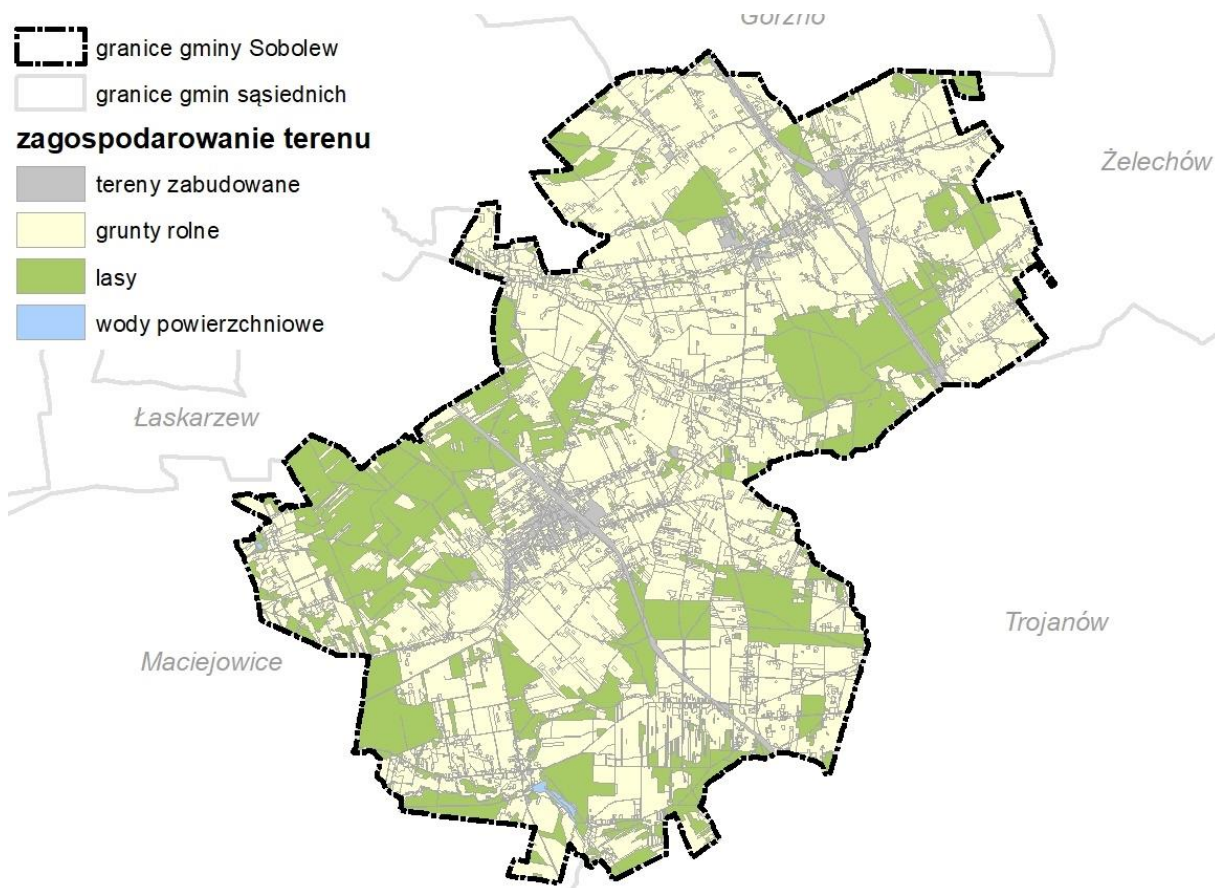 Górzno
granice gminy Sobolew
granice gmin sąsiednich
zagospodarowanie terenu
tereny zabudowane
grunty rolne
lasy
wody powierzchniowe
Żelechów
Łaskarzew
Trojanów
Maciejowice